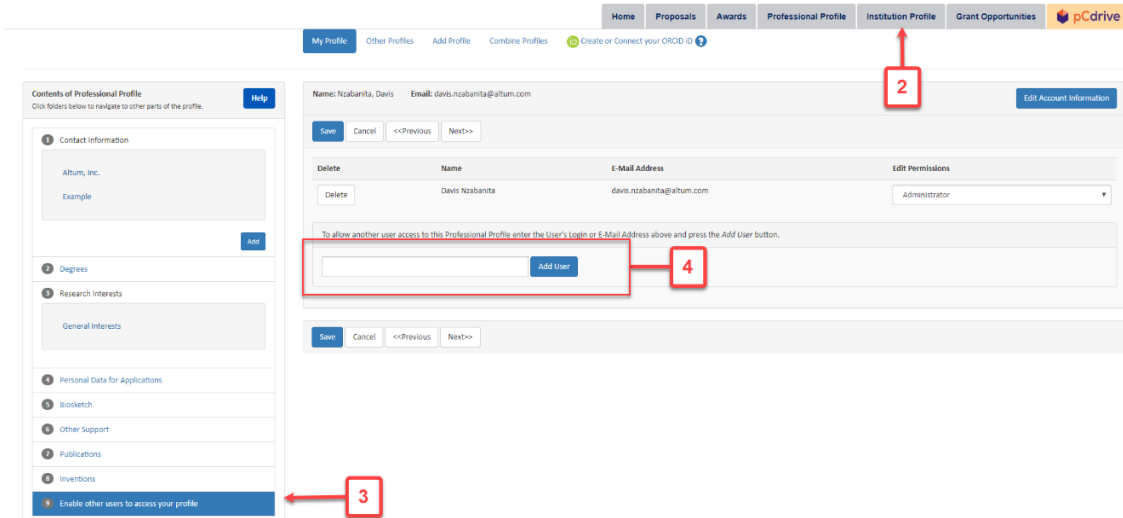 Home Proposals Awards Professional Profile Institution Profile Grant Opportunities pCdrive
My Profile Other Profiles Add Profile Combine Profiles iD Create or Connect your ORCID iD ?
2
Contents of Professional Profile
Click folders below to navigate to other parts of the profile.
Help
1 Contact Information
Altum, Inc.
Example
Add
2 Degrees
3 Research Interests
General Interests
4 Personal Data for Applications
5 Biosketch
6 Other Support
7 Publications
8 Inventions
9 Enable other users to access your profile
3
Name: Nzabanita, Davis Email: davis.nzabanita@altum.com
Edit Account Information
Save Cancel <<Previous Next>>
Delete Name E-Mail Address Edit Permissions
Delete Davis Nzabanita davis.nzabanita@altum.com Administrator
To allow another user access to this Professional Profile enter the User's Login or E-Mail Address above and press the Add User button.
Add User
4
Save Cancel <<Previous Next>>